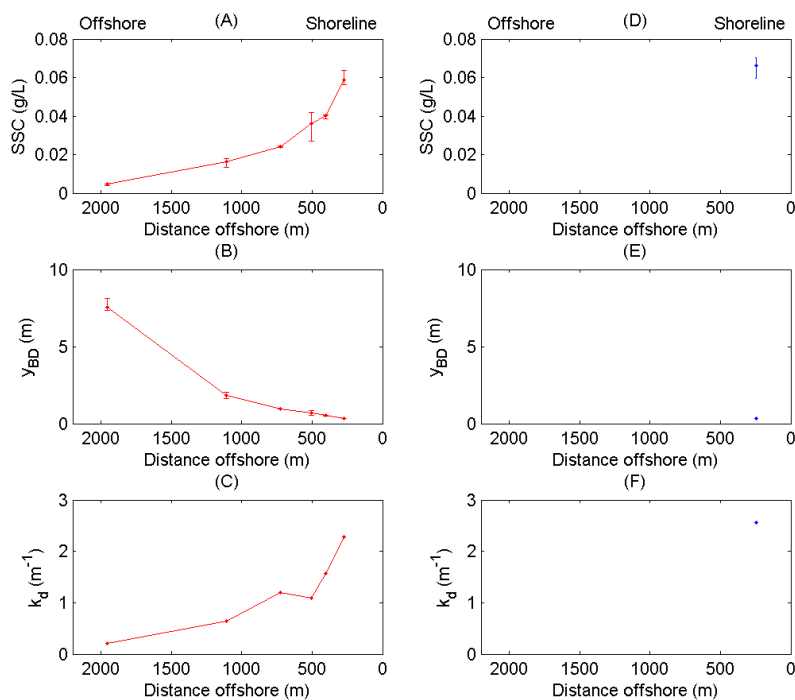 Offshore (A) Shoreline
0.08
0.06
0.04
0.02
0
SSC (g/L)
2000 1500 1000 500 0
Distance offshore (m)
(B)
10
5
0
y_BD (m)
2000 1500 1000 500 0
Distance offshore (m)
(C)
3
2
1
0
k_d (m^-1)
2000 1500 1000 500 0
Distance offshore (m)
Offshore (D) Shoreline
0.08
0.06
0.04
0.02
0
SSC (g/L)
2000 1500 1000 500 0
Distance offshore (m)
(E)
10
5
0
y_BD (m)
2000 1500 1000 500 0
Distance offshore (m)
(F)
3
2
1
0
k_d (m^-1)
2000 1500 1000 500 0
Distance offshore (m)